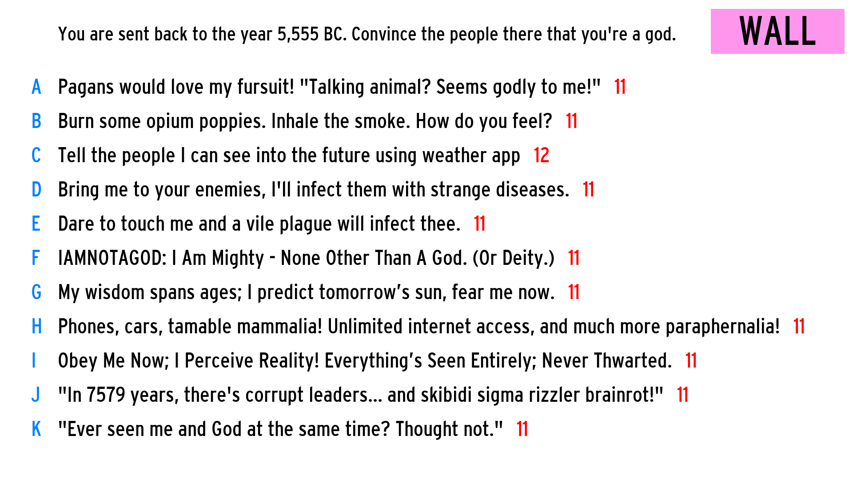 You are sent back to the year 5,555 BC. Convince the people there that you're a god. WALL
A Pagans would love my fursuit! "Talking animal? Seems godly to me!" 11
B Burn some opium poppies. Inhale the smoke. How do you feel? 11
C Tell the people I can see into the future using weather app 12
D Bring me to your enemies, I'll infect them with strange diseases. 11
E Dare to touch me and a vile plague will infect thee. 11
F IAMNOTAGOD: I Am Mighty - None Other Than A God. (Or Deity.) 11
G My wisdom spans ages; I predict tomorrow’s sun, fear me now. 11
H Phones, cars, tamable mammalia! Unlimited internet access, and much more paraphernalia! 11
I Obey Me Now; I Perceive Reality! Everything’s Seen Entirely; Never Thwarted. 11
J "In 7579 years, there's corrupt leaders... and skibidi sigma rizzler brainrot!" 11
K "Ever seen me and God at the same time? Thought not." 11